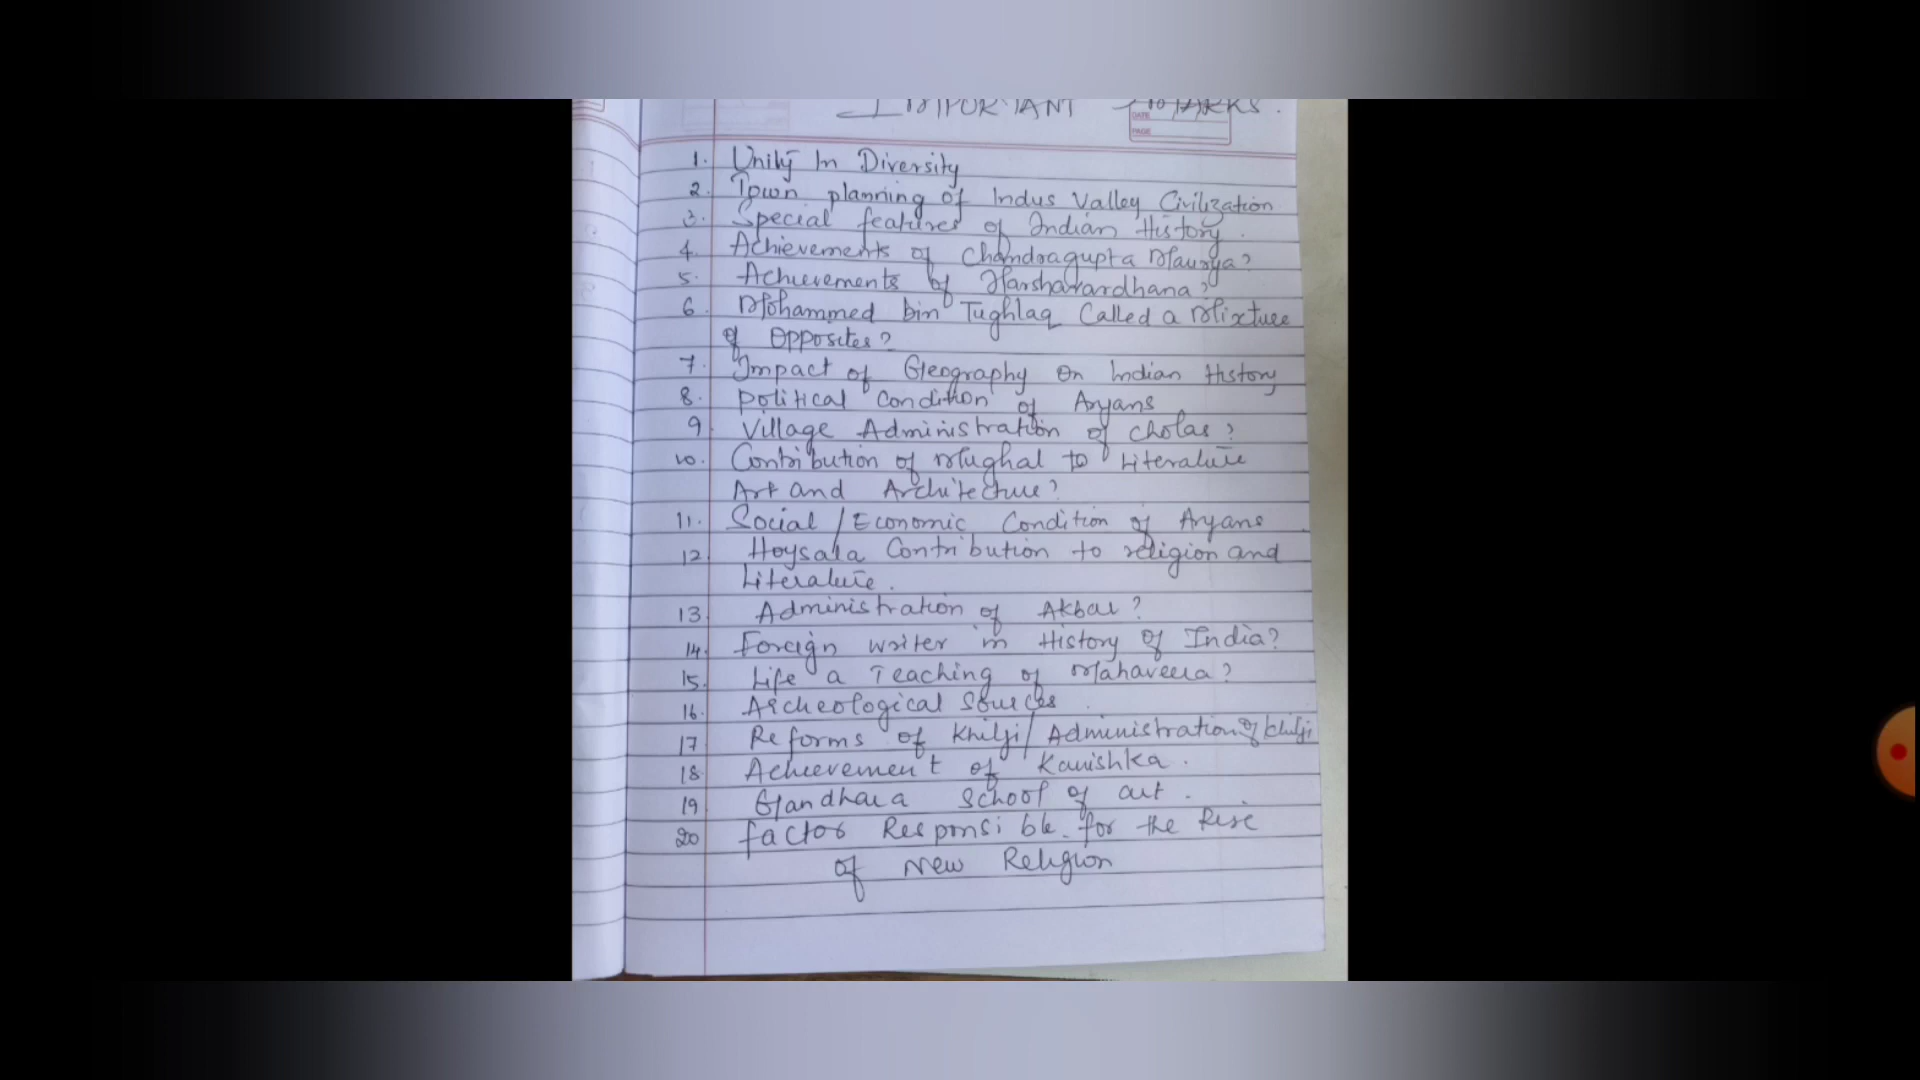 IMPORTANT MARKS.
DATE
PAGE
1. Unity In Diversity
2. Town planning of Indus Valley Civilization
3. Special features of Indian History.
4. Achievements of Chandragupta Maurya?
5. Achievements of Harshavardhana?
6. Mohammed bin Tughlaq Called a Mixture
of Opposites?
7. Impact of Geography on Indian History
8. political condition of Aryans
9. Village Administration of cholas?
10. Contribution of Mughal to Literature
Art and Architecture?
11. Social / Economic Condition of Aryans
12. Hoysala Contribution to religion and
Literature.
13. Administration of Akbar?
14. Foreign writer in History of India?
15. Life a Teaching of Mahaveera?
16. Archeological Sources.
17 Reforms of Khilji / Administration of khilji
18 Achievement of Kanishka.
19 Gandhara School of art.
20 factor Responsible for the Rise
of New Religion